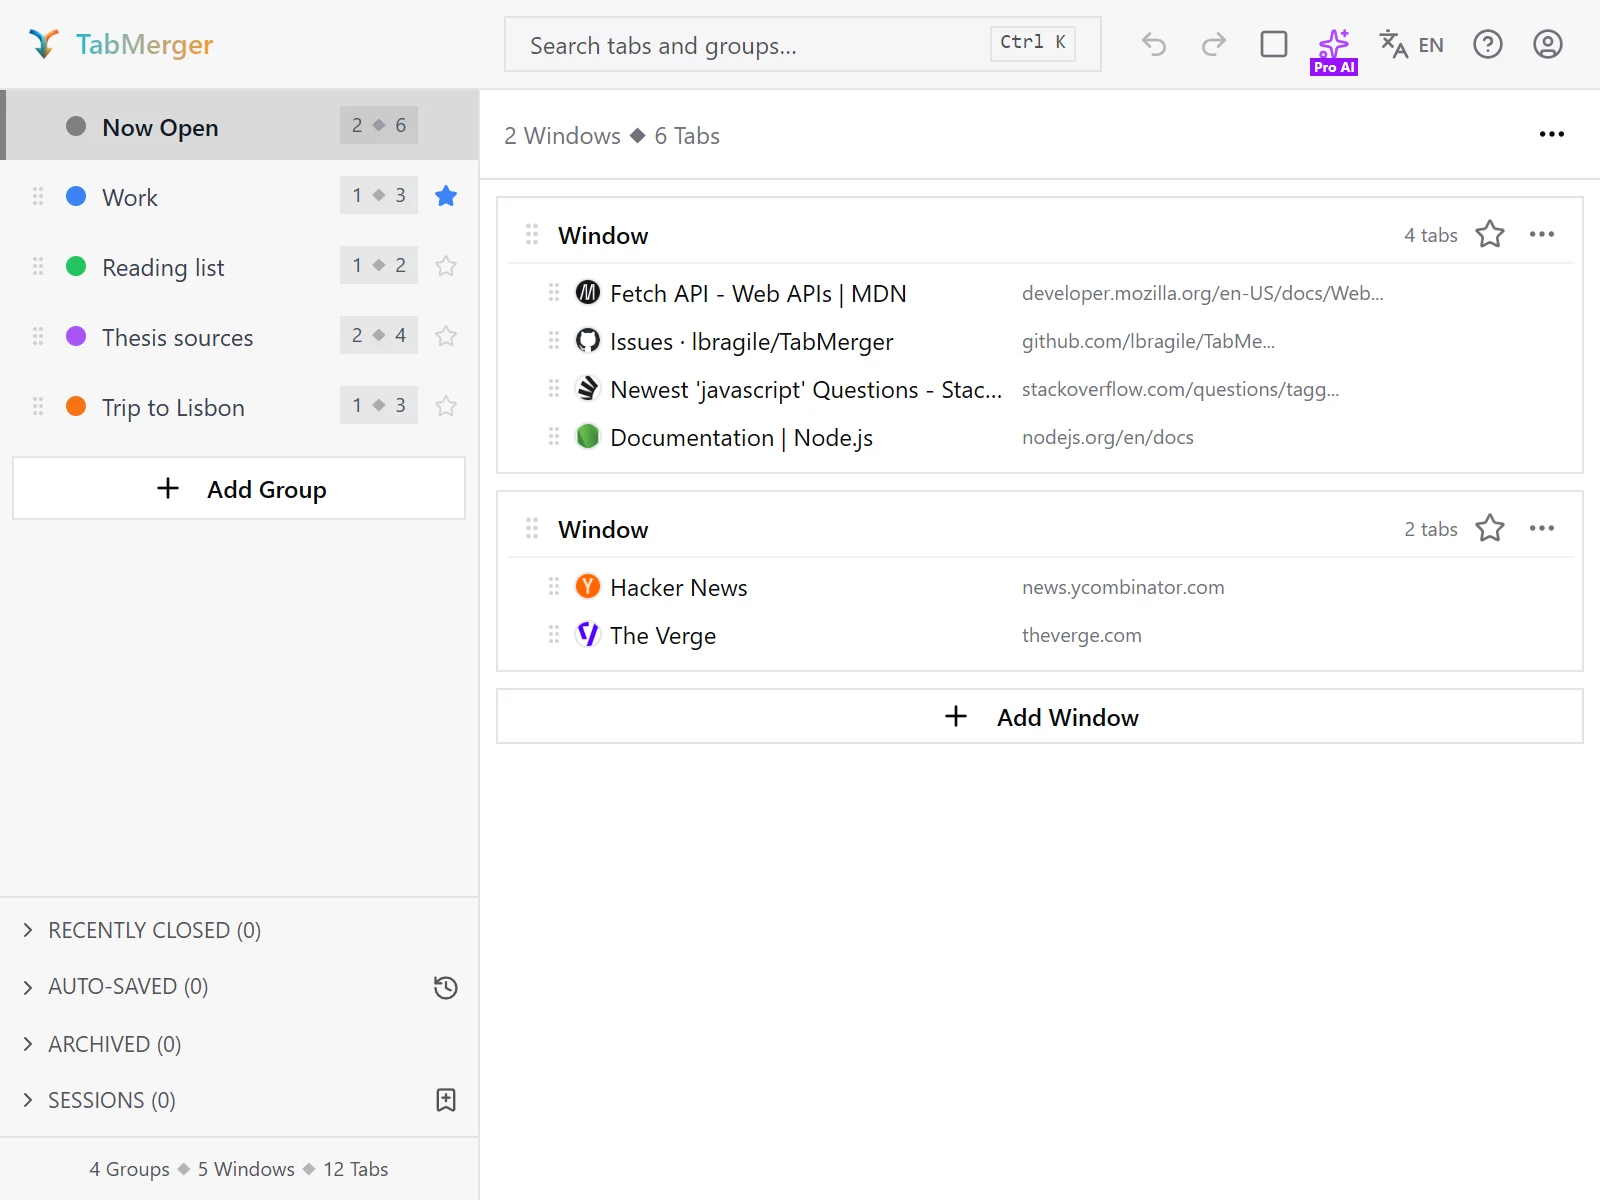 TabMerger
Search tabs and groups... Ctrl K
Pro AI
EN
Now Open 2 ◆ 6
Work 1 ◆ 3
Reading list 1 ◆ 2
Thesis sources 2 ◆ 4
Trip to Lisbon 1 ◆ 3
+ Add Group
RECENTLY CLOSED (0)
AUTO-SAVED (0)
ARCHIVED (0)
SESSIONS (0)
4 Groups ◆ 5 Windows ◆ 12 Tabs
2 Windows ◆ 6 Tabs
Window 4 tabs
Fetch API - Web APIs | MDN developer.mozilla.org/en-US/docs/Web...
Issues · lbragile/TabMerger github.com/lbragile/TabMe...
Newest 'javascript' Questions - Stac... stackoverflow.com/questions/tagg...
Documentation | Node.js nodejs.org/en/docs
Window 2 tabs
Hacker News news.ycombinator.com
The Verge theverge.com
+ Add Window